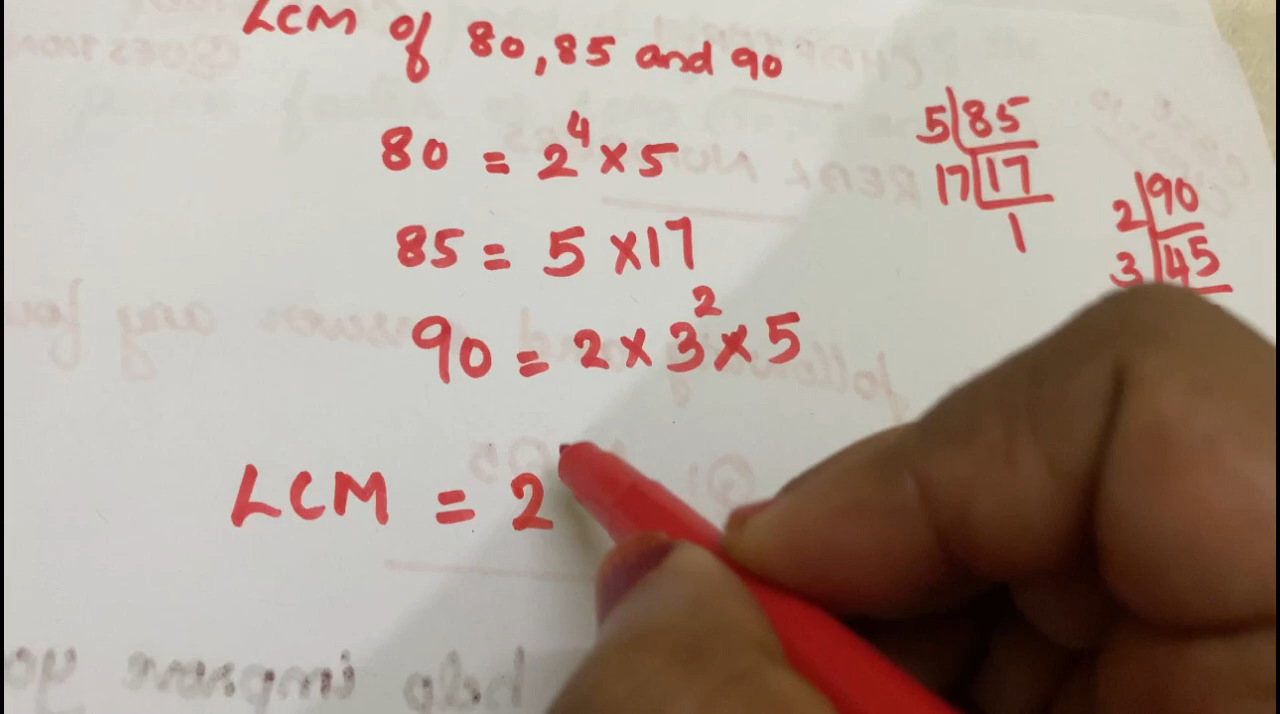 LCM of 80, 85 and 90
80 = 2⁴ × 5
85 = 5 × 17
90 = 2 × 3² × 5
LCM = 2
5 85
17 17
1
2 90
3 45